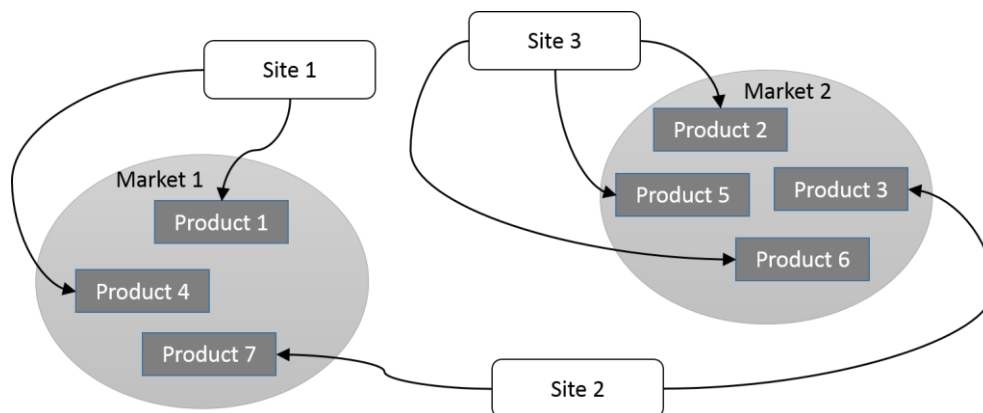 Site 1
Site 3
Market 1
Product 1
Product 4
Product 7
Market 2
Product 2
Product 5
Product 3
Product 6
Site 2